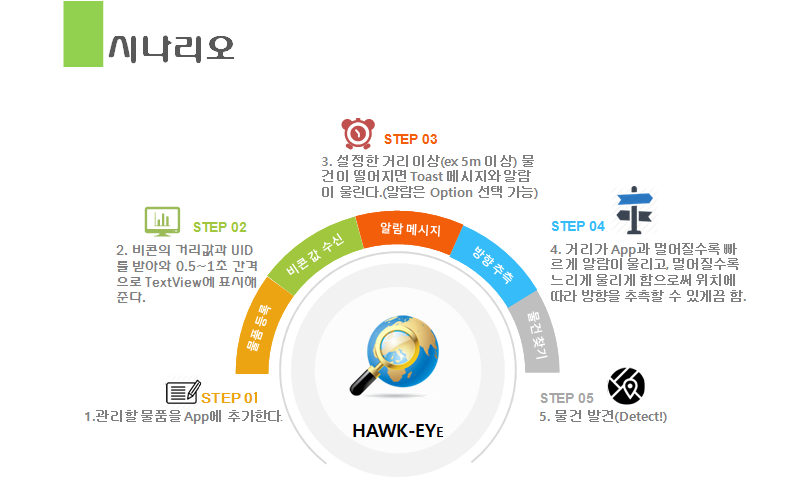 시나리오
STEP 03
3. 설정한 거리 이상(ex 5m 이상) 물
건이 떨어지면 Toast 메시지와 알람
이 울린다.(알람은 Option 선택 가능)
STEP 02
2. 비콘의 거리값과 UID
를 받아와 0.5~1초 간격
으로 TextView에 표시해
준다.
STEP 04
4. 거리가 App과 멀어질수록 빠
르게 알람이 울리고, 멀어질수록
느리게 울리게 함으로써 위치에
따라 방향을 추측할 수 있게끔 함.
물품 등록
비콘 값 수신
알람 메시지
방향 추측
물건 찾기
STEP 01
1.관리할 물품을 App에 추가한다.
STEP 05
5. 물건 발견(Detect!)
HAWK-EYE